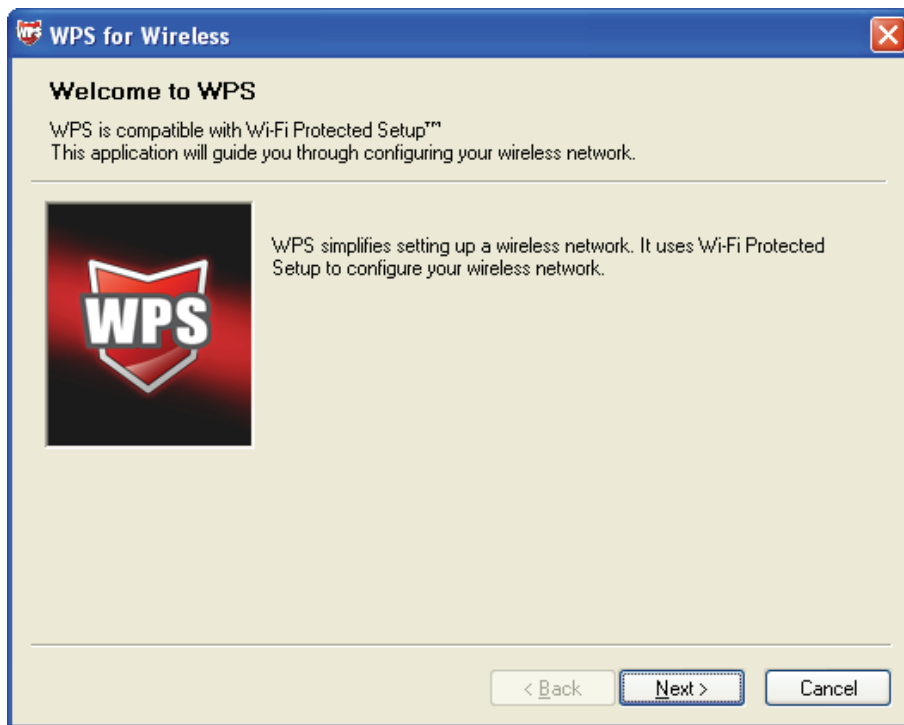 WPS for Wireless
Welcome to WPS
WPS is compatible with Wi-Fi Protected Setup™
This application will guide you through configuring your wireless network.
WPS
WPS simplifies setting up a wireless network. It uses Wi-Fi Protected
Setup to configure your wireless network.
< Back
Next >
Cancel